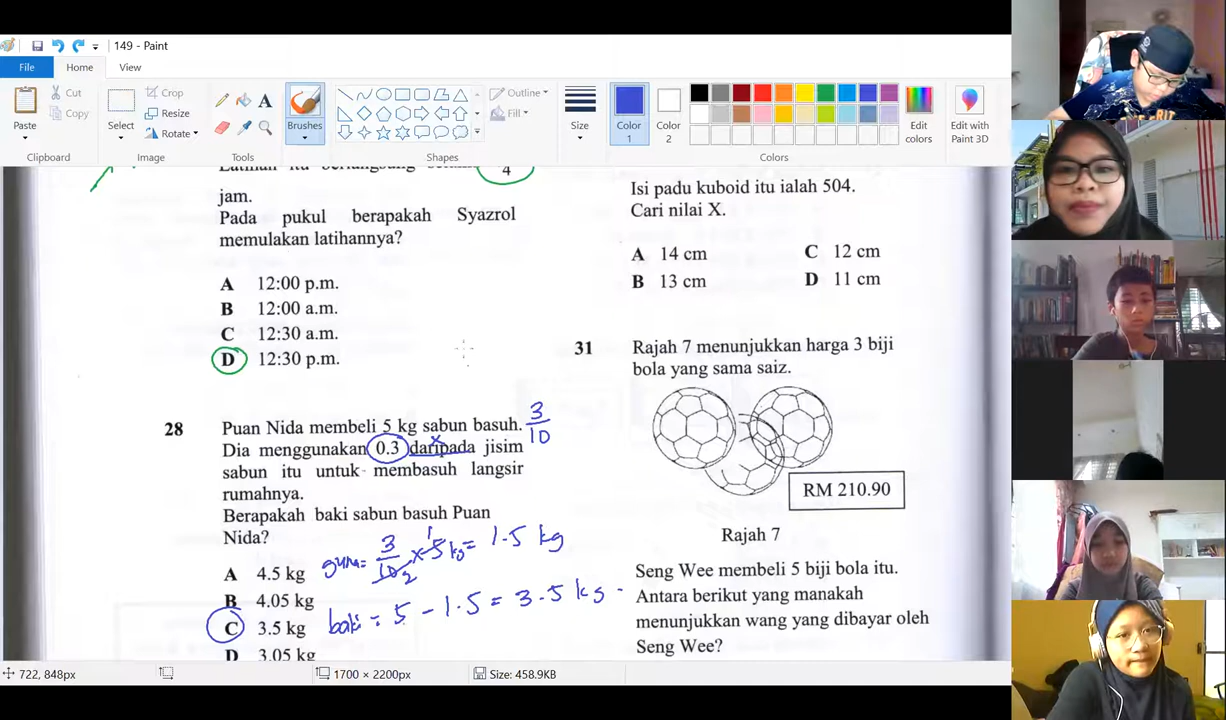 149 - Paint
File
Home
View
Paste
Cut
Copy
Clipboard
Select
Crop
Resize
Rotate
Image
A
Tools
Brushes
Shapes
Outline
Fill
Size
Color 1
Color 2
Colors
Edit colors
Edit with Paint 3D
4
jam.
Pada pukul berapakah Syazrol
memulakan latihannya?
A 12:00 p.m.
B 12:00 a.m.
C 12:30 a.m.
D 12:30 p.m.
28 Puan Nida membeli 5 kg sabun basuh.
Dia menggunakan 0.3 daripada jisim
sabun itu untuk membasuh langsir
rumahnya.
Berapakah baki sabun basuh Puan
Nida?
A 4.5 kg
B 4.05 kg
C 3.5 kg
D 3.05 kg
3/10
x
guna = 3/10 2 x 5 1 kg = 1.5 kg
baki = 5 - 1.5 = 3.5 kg
Isi padu kuboid itu ialah 504.
Cari nilai X.
A 14 cm C 12 cm
B 13 cm D 11 cm
31 Rajah 7 menunjukkan harga 3 biji
bola yang sama saiz.
RM 210.90
Rajah 7
Seng Wee membeli 5 biji bola itu.
Antara berikut yang manakah
menunjukkan wang yang dibayar oleh
Seng Wee?
722, 848px
1700 × 2200px
Size: 458.9KB